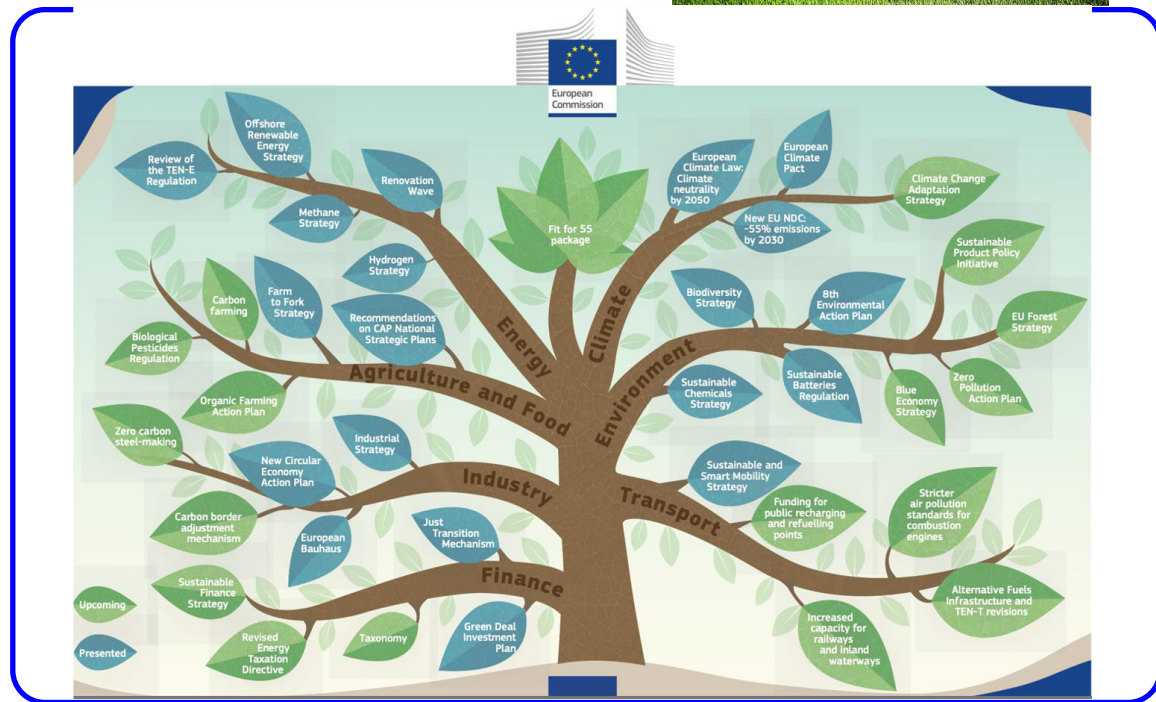 European
Commission
Offshore
Renewable
Energy
Strategy
Review of
the TEN-E
Regulation
Renovation
Wave
Methane
Strategy
Hydrogen
Strategy
Energy
Fit for 55
package
European
Climate Law:
Climate
neutrality
by 2050
European
Climate
Pact
New EU NDC:
-55% emissions
by 2030
Climate Change
Adaptation
Strategy
Climate
Carbon
farming
Farm
to Fork
Strategy
Recommendations
on CAP National
Strategic Plans
Biological
Pesticides
Regulation
Organic Farming
Action Plan
Agriculture and Food
Biodiversity
Strategy
8th
Environmental
Action Plan
Sustainable
Product Policy
Initiative
EU Forest
Strategy
Sustainable
Chemicals
Strategy
Sustainable
Batteries
Regulation
Blue
Economy
Strategy
Zero
Pollution
Action Plan
Environment
Zero carbon
steel-making
Industrial
Strategy
New Circular
Economy
Action Plan
Carbon border
adjustment
mechanism
European
Bauhaus
Industry
Sustainable and
Smart Mobility
Strategy
Funding for
public recharging
and refuelling
points
Stricter
air pollution
standards for
combustion
engines
Alternative Fuels
Infrastructure and
TEN-T revisions
Increased
capacity for
railways
and inland
waterways
Transport
Just
Transition
Mechanism
Sustainable
Finance
Strategy
Revised
Energy
Taxation
Directive
Taxonomy
Green Deal
Investment
Plan
Finance
Upcoming
Presented